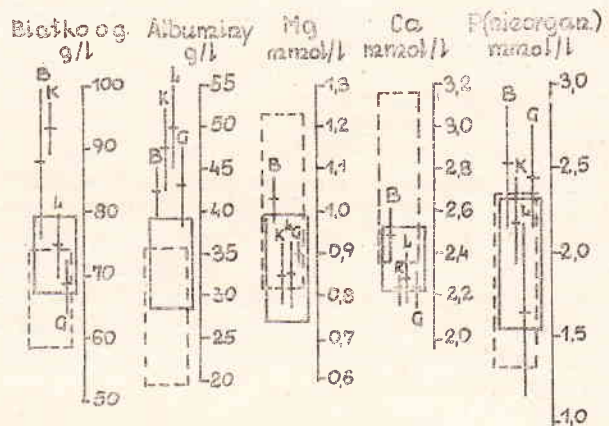 Białko og.
g/l
B
K
L
G
100
90
80
70
60
50
Albuminy
g/l
L
K
G
B
55
50
45
40
35
30
25
20
Mg
mmol/l
B
K L G
1,3
1,2
1,1
1,0
0,9
0,8
0,7
0,6
Ca
mmol/l
B
L
K
G
3,2
3,0
2,8
2,6
2,4
2,2
2,0
P(nieorgan.)
mmol/l
B
G
K
L
3,0
2,5
2,0
1,5
1,0